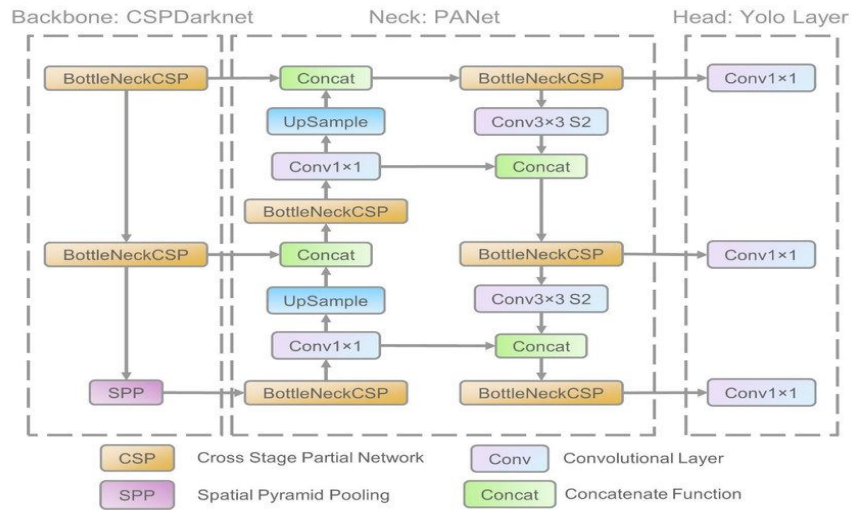 Backbone: CSPDarknet Neck: PANet Head: Yolo Layer
BottleNeckCSP Concat BottleNeckCSP Conv1×1
UpSample Conv3×3 S2
Conv1×1 Concat
BottleNeckCSP
BottleNeckCSP Concat BottleNeckCSP Conv1×1
UpSample Conv3×3 S2
Conv1×1 Concat
SPP BottleNeckCSP BottleNeckCSP Conv1×1
CSP Cross Stage Partial Network Conv Convolutional Layer
SPP Spatial Pyramid Pooling Concat Concatenate Function